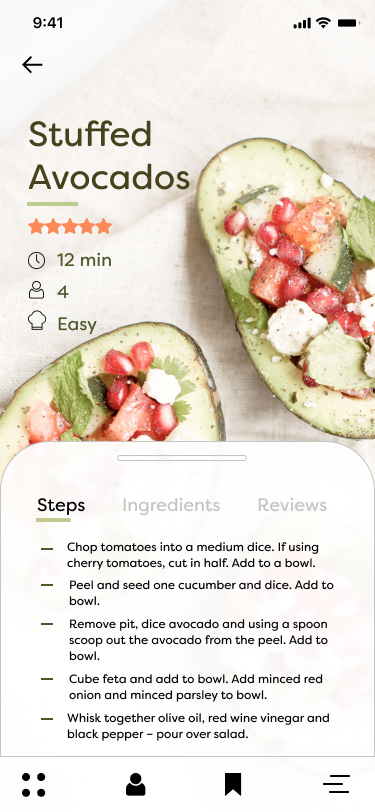 9:41
Stuffed
Avocados
12 min
4
Easy
Steps Ingredients Reviews
Chop tomatoes into a medium dice. If using
cherry tomatoes, cut in half. Add to a bowl.
Peel and seed one cucumber and dice. Add to
bowl.
Remove pit, dice avocado and using a spoon
scoop out the avocado from the peel. Add to
bowl.
Cube feta and add to bowl. Add minced red
onion and minced parsley to bowl.
Whisk together olive oil, red wine vinegar and
black pepper – pour over salad.